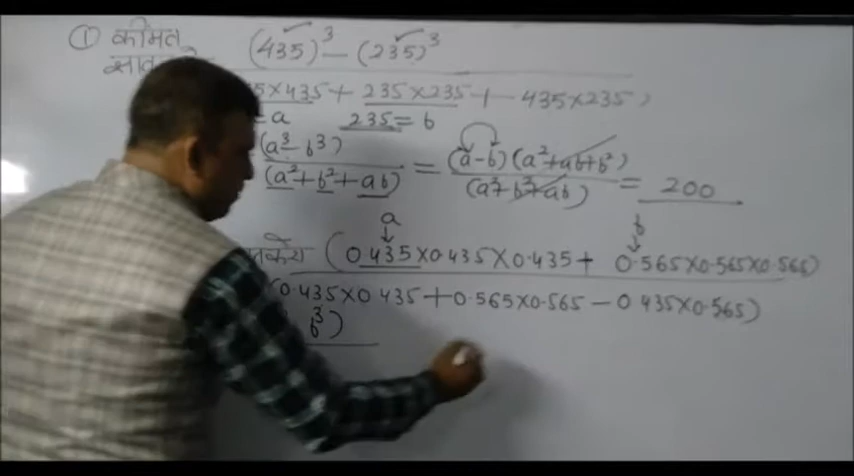 ① कीमत (435)³ - (235)³
5×435 + 235×235 + - 435×235)
= a 235 = b
(a³ - b³) / (a² + b² + ab) = (a-b)(a²+ab+b²) / (a²+b²+ab) = 200
a b
(0.435×0.435×0.435 + 0.565×0.565×0.565)
0.435×0.435 + 0.565×0.565 - 0.435×0.565)
b³)